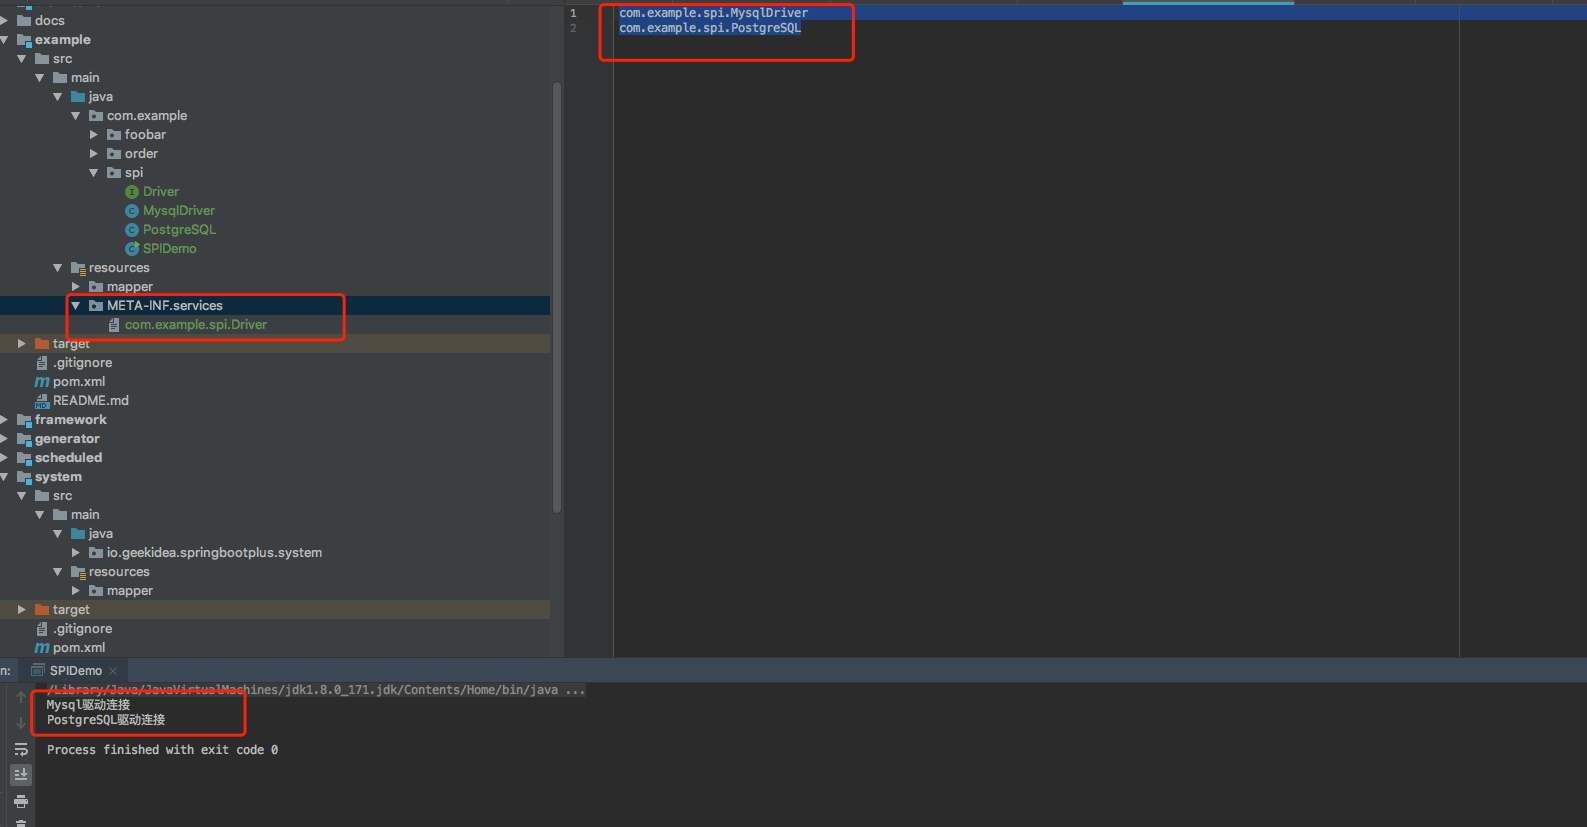 docs
example
src
main
java
com.example
foobar
order
spi
Driver
MysqlDriver
PostgreSQL
SPIDemo
resources
mapper
META-INF.services
com.example.spi.Driver
target
.gitignore
pom.xml
README.md
framework
generator
scheduled
system
src
main
java
io.geekidea.springbootplus.system
resources
mapper
target
.gitignore
pom.xml
1 com.example.spi.MysqlDriver
2 com.example.spi.PostgreSQL
n: SPIDemo
/Library/Java/JavaVirtualMachines/jdk1.8.0_171.jdk/Contents/Home/bin/java ...
Mysql驱动连接
PostgreSQL驱动连接
Process finished with exit code 0